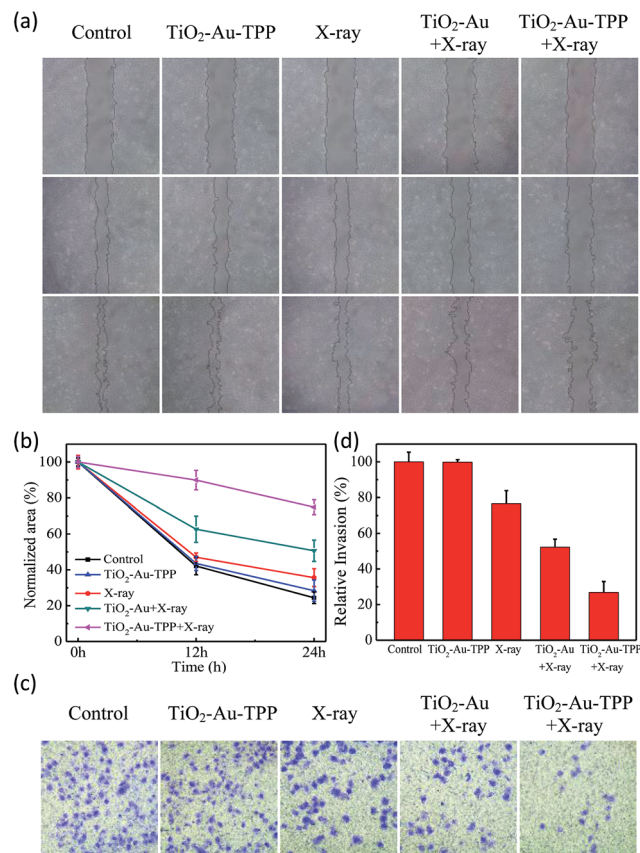 (a)
Control
TiO2-Au-TPP
X-ray
TiO2-Au
+X-ray
TiO2-Au-TPP
+X-ray
(b)
Normalized area (%)
100
80
60
40
20
0
Control
TiO2-Au-TPP
X-ray
TiO2-Au+X-ray
TiO2-Au-TPP+X-ray
0h
12h
24h
Time (h)
(d)
Relative Invasion (%)
100
80
60
40
20
0
Control
TiO2-Au-TPP
X-ray
TiO2-Au
+X-ray
TiO2-Au-TPP
+X-ray
(c)
Control
TiO2-Au-TPP
X-ray
TiO2-Au
+X-ray
TiO2-Au-TPP
+X-ray